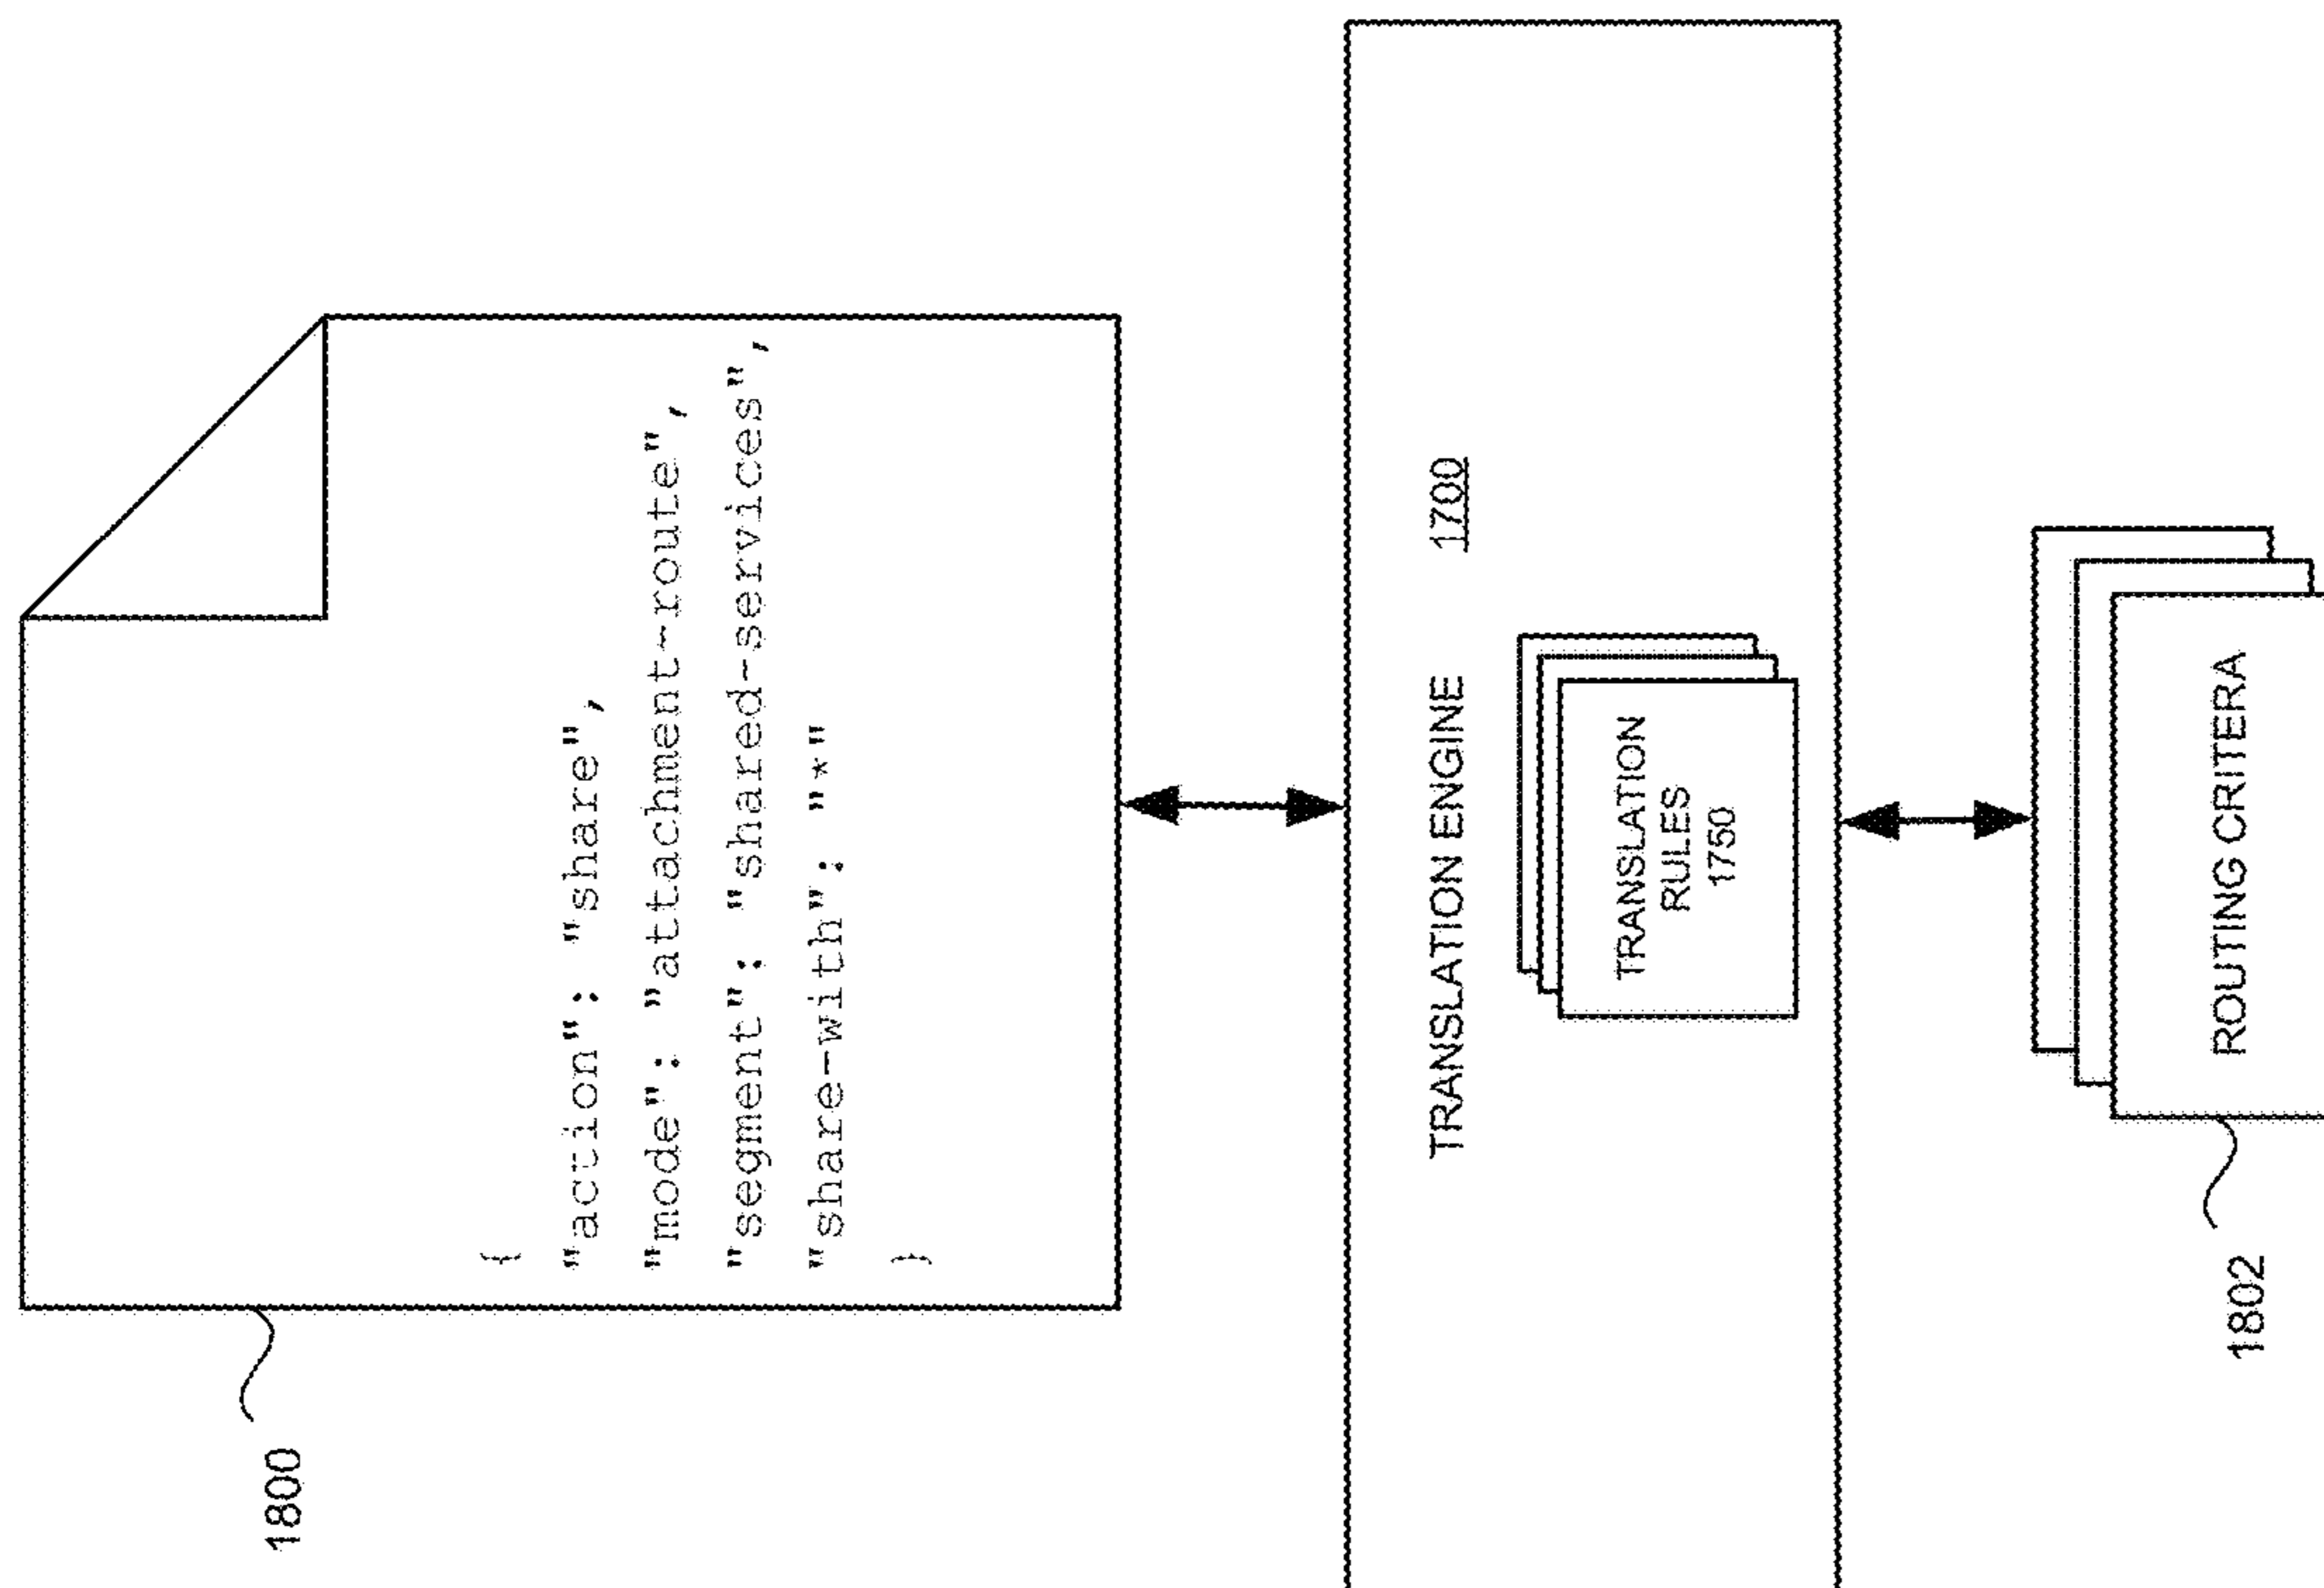 1800
{
"action": "share",
"mode": "attachment-route",
"segment": "shared-services",
"share-with": "*"
}
TRANSLATION ENGINE 1700
TRANSLATION
RULES
1750
ROUTING CRITERA
1802